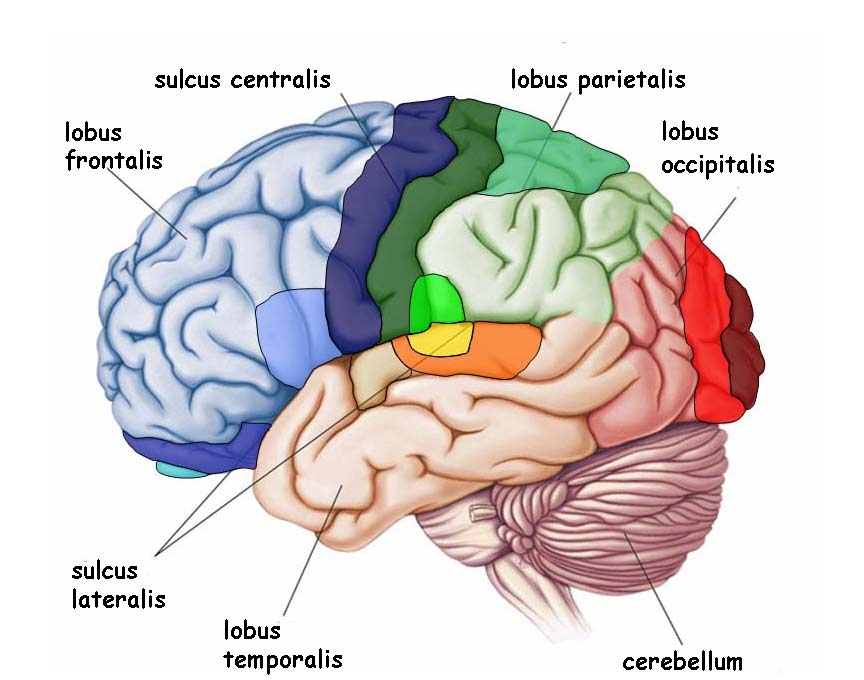 sulcus centralis
lobus parietalis
lobus
frontalis
lobus
occipitalis
sulcus
lateralis
lobus
temporalis
cerebellum